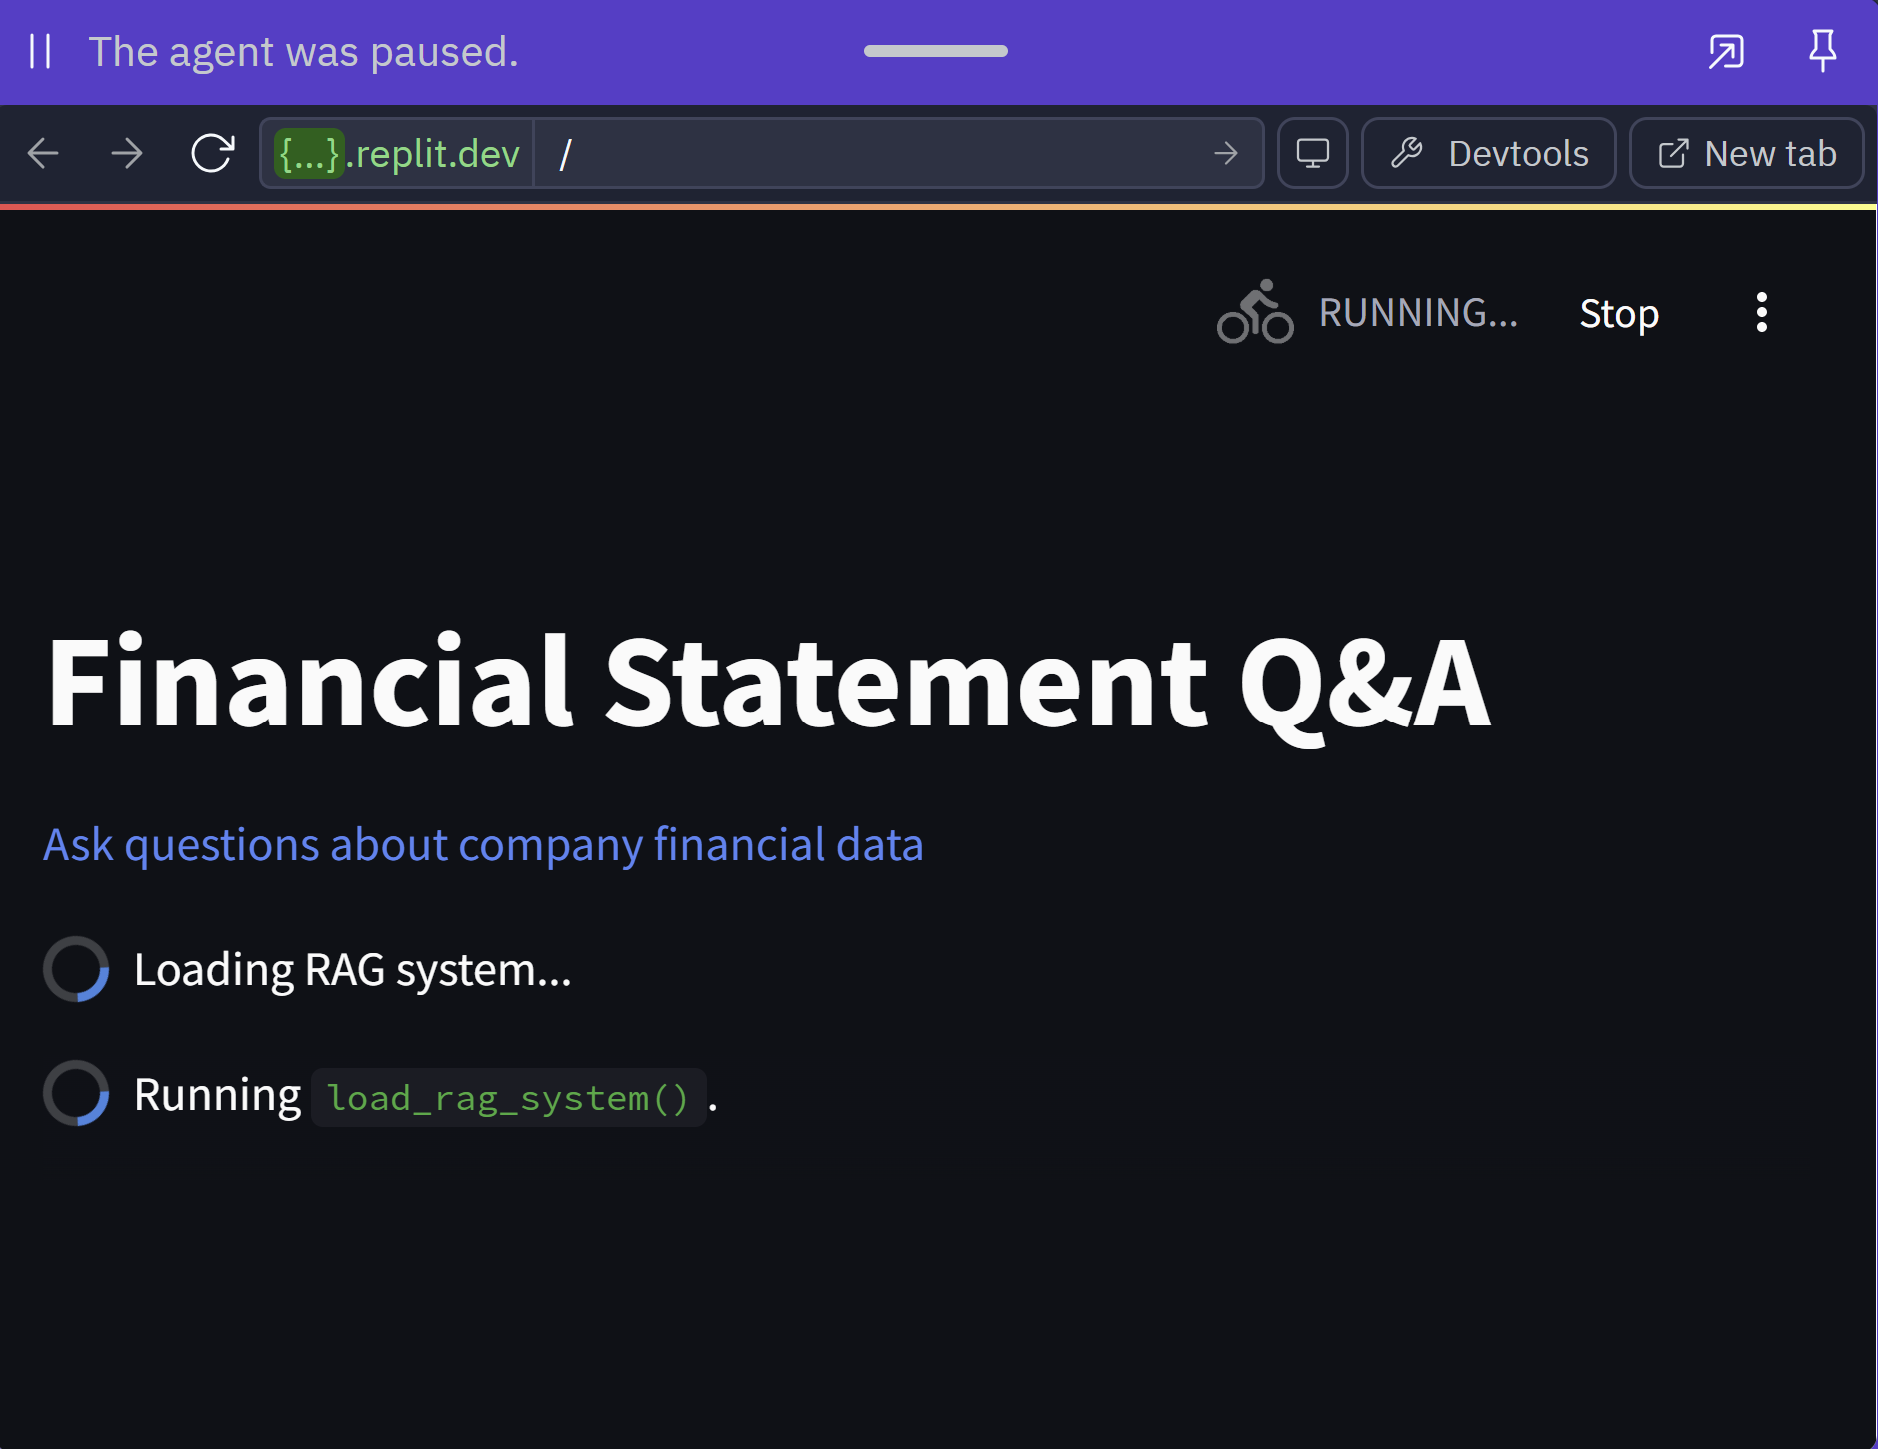 The agent was paused.
{...}.replit.dev / Devtools New tab
RUNNING... Stop
Financial Statement Q&A
Ask questions about company financial data
Loading RAG system...
Running load_rag_system().